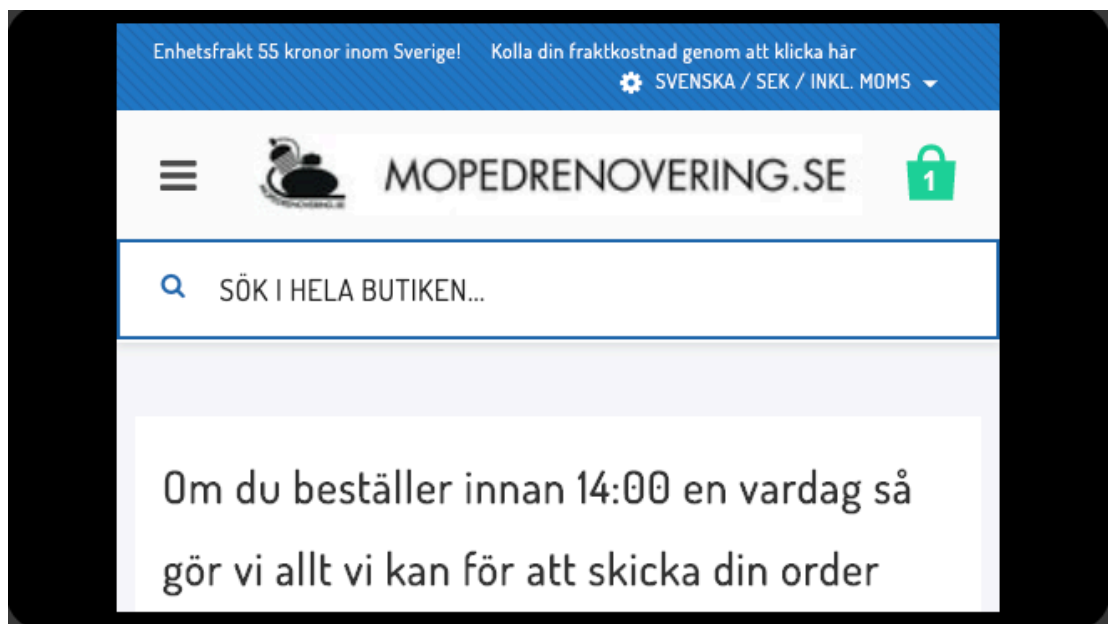 Enhetsfrakt 55 kronor inom Sverige! Kolla din fraktkostnad genom att klicka här
SVENSKA / SEK / INKL. MOMS
MOPEDRENOVERING.SE
MOPEDRENOVERING.SE
1
SÖK I HELA BUTIKEN...
Om du beställer innan 14:00 en vardag så
gör vi allt vi kan för att skicka din order